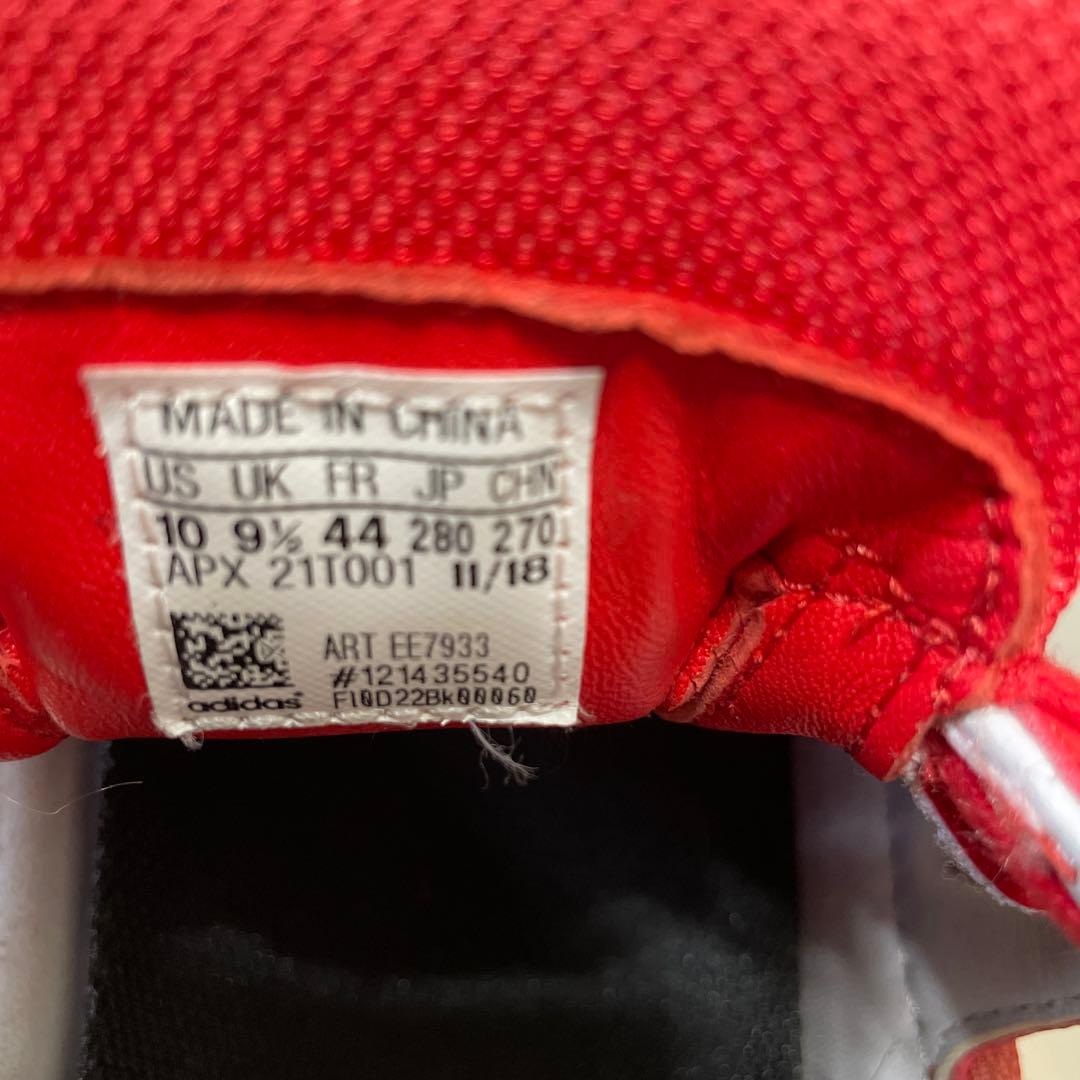 MADE IN CHINA
US UK FR JP CHN
10 9½ 44 280 270
APX 21T001 11/18
ART EE7933
#121435540
adidas F10D22BK00060